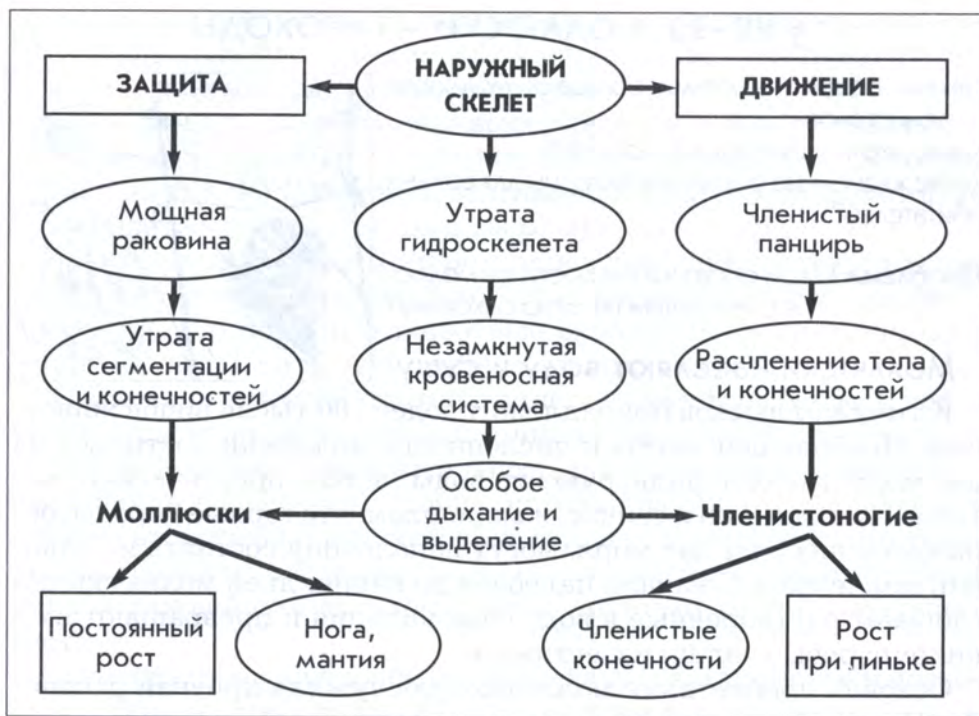 ЗАЩИТА
НАРУЖНЫЙ
СКЕЛЕТ
ДВИЖЕНИЕ
Мощная
раковина
Утрата
гидроскелета
Членистый
панцирь
Утрата
сегментации
и конечностей
Незамкнутая
кровеносная
система
Расчленение тела
и конечностей
Моллюски
Особое
дыхание и
выделение
Членистоногие
Постоянный
рост
Нога,
мантия
Членистые
конечности
Рост
при линьке